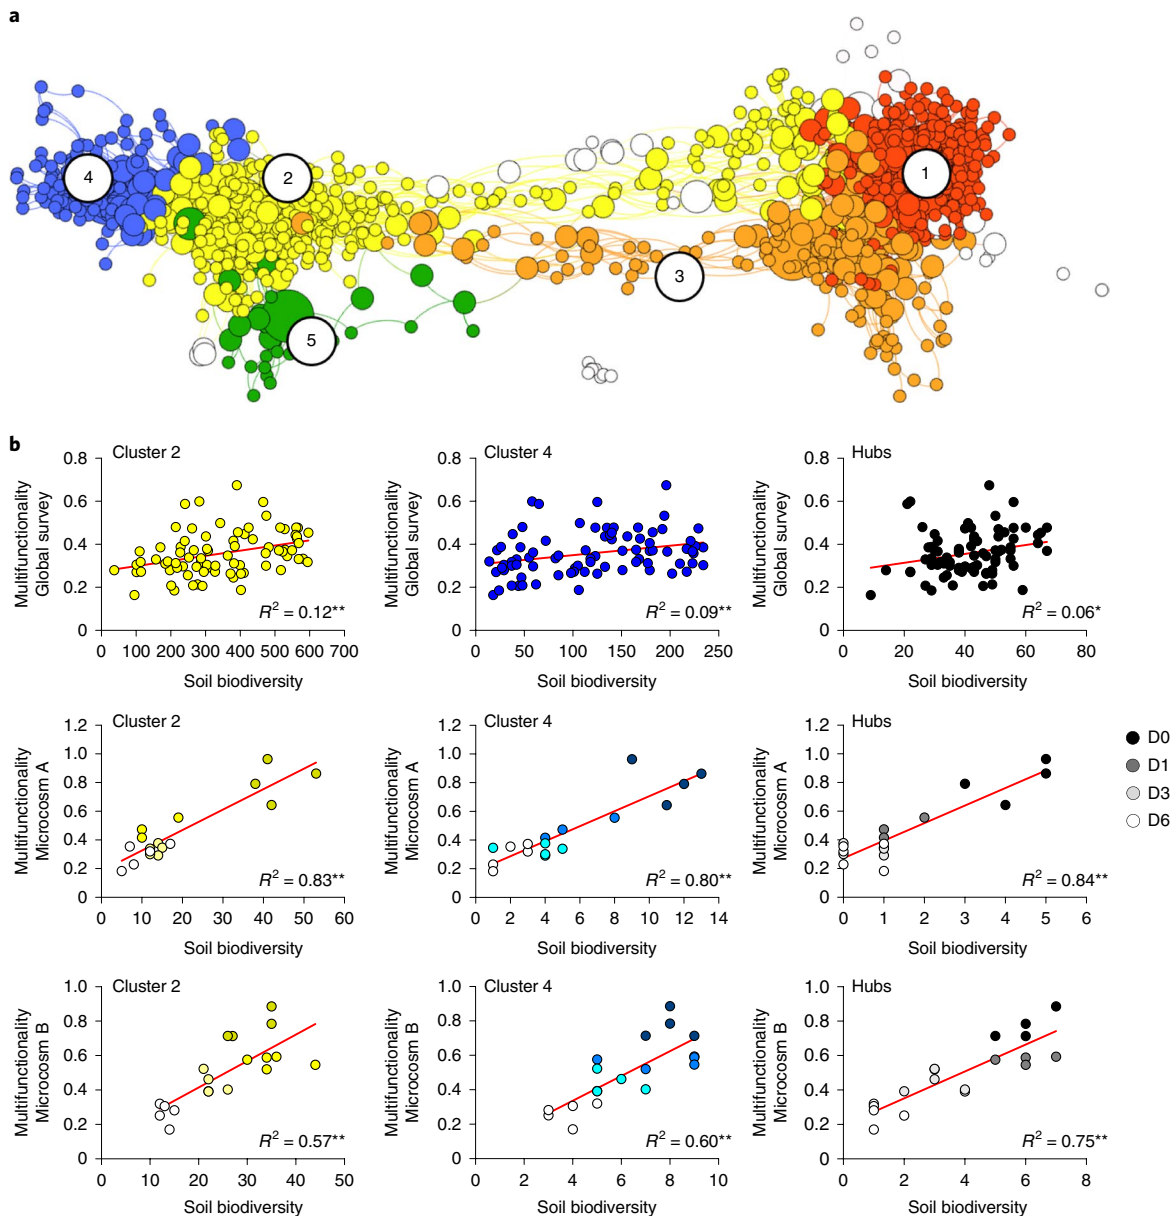 a
4
2
1
3
5
b
Cluster 2
Cluster 4
Hubs
Multifunctionality
Global survey
0.8
0.6
0.4
0.2
0
R² = 0.12**
0 100 200 300 400 500 600 700
Soil biodiversity
Multifunctionality
Global survey
0.8
0.6
0.4
0.2
0
R² = 0.09**
0 50 100 150 200 250
Soil biodiversity
Multifunctionality
Global survey
0.8
0.6
0.4
0.2
0
R² = 0.06*
0 20 40 60 80
Soil biodiversity
Cluster 2
Cluster 4
Hubs
Multifunctionality
Microcosm A
1.2
1.0
0.8
0.6
0.4
0.2
0
R² = 0.83**
0 10 20 30 40 50 60
Soil biodiversity
Multifunctionality
Microcosm A
1.2
1.0
0.8
0.6
0.4
0.2
0
R² = 0.80**
0 2 4 6 8 10 12 14
Soil biodiversity
Multifunctionality
Microcosm A
1.2
1.0
0.8
0.6
0.4
0.2
0
R² = 0.84**
0 1 2 3 4 5 6
Soil biodiversity
D0
D1
D3
D6
Cluster 2
Cluster 4
Hubs
Multifunctionality
Microcosm B
1.0
0.8
0.6
0.4
0.2
0
R² = 0.57**
0 10 20 30 40 50
Soil biodiversity
Multifunctionality
Microcosm B
1.0
0.8
0.6
0.4
0.2
0
R² = 0.60**
0 2 4 6 8 10
Soil biodiversity
Multifunctionality
Microcosm B
1.0
0.8
0.6
0.4
0.2
0
R² = 0.75**
0 1 2 3 4 5 6 7 8
Soil biodiversity